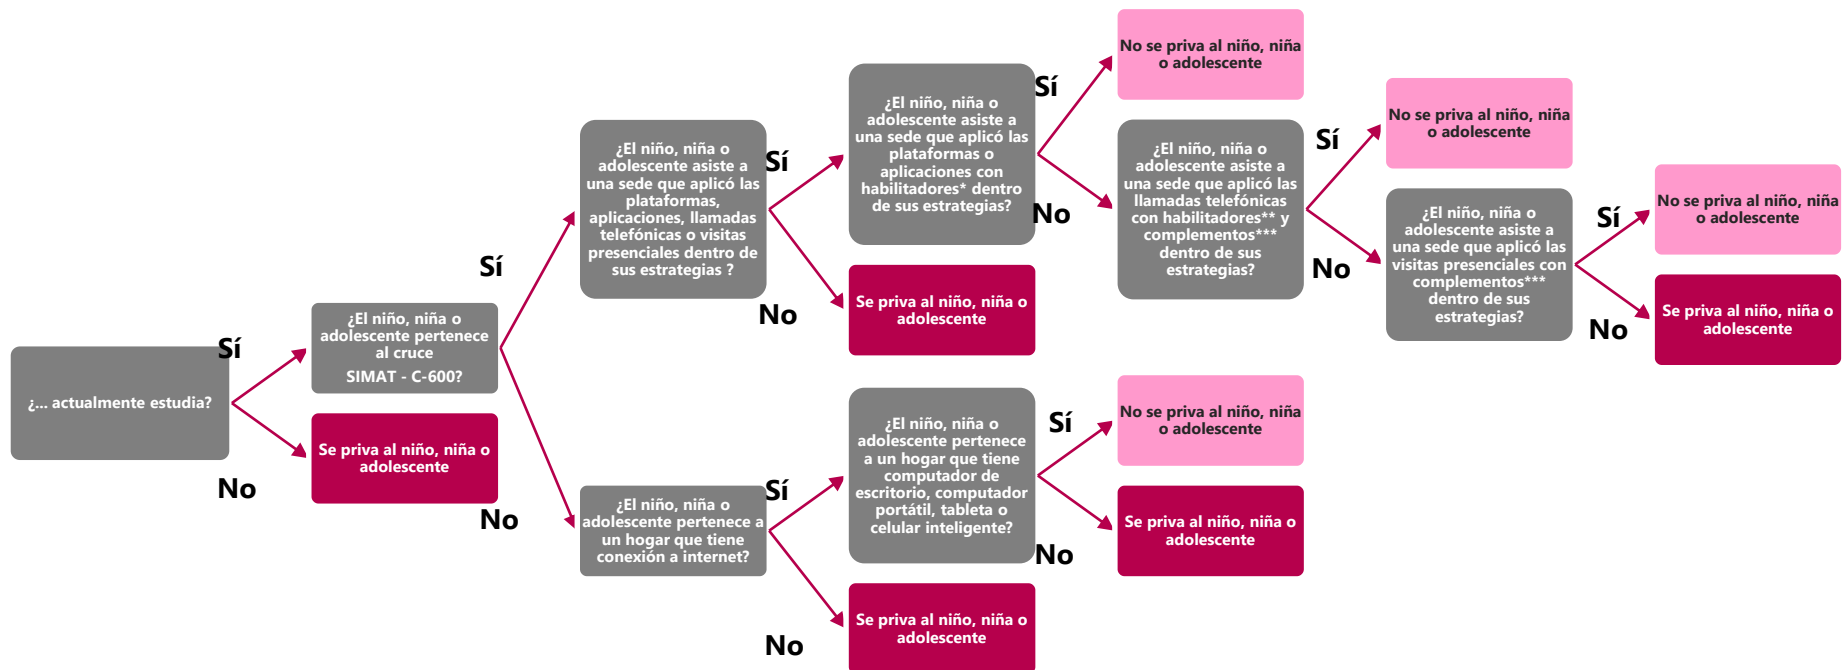 ¿... actualmente estudia?
Sí
No
¿El niño, niña o
adolescente pertenece
al cruce
SIMAT - C-600?
Se priva al niño, niña o
adolescente
Sí
No
¿El niño, niña o
adolescente asiste a
una sede que aplicó las
plataformas,
aplicaciones, llamadas
telefónicas o visitas
presenciales dentro de
sus estrategias ?
Sí
No
¿El niño, niña o
adolescente pertenece a
un hogar que tiene
conexión a internet?
Sí
No
¿El niño, niña o
adolescente asiste a
una sede que aplicó las
plataformas o
aplicaciones con
habilitadores* dentro
de sus estrategias?
Sí
No
Se priva al niño, niña o
adolescente
¿El niño, niña o
adolescente pertenece
a un hogar que tiene
computador de
escritorio, computador
portátil, tableta o
celular inteligente?
Sí
No
Se priva al niño, niña o
adolescente
No se priva al niño, niña
o adolescente
¿El niño, niña o
adolescente asiste a
una sede que aplicó las
llamadas telefónicas
con habilitadores** y
complementos***
dentro de sus
estrategias?
Sí
No
No se priva al niño, niña
o adolescente
Se priva al niño, niña o
adolescente
No se priva al niño, niña
o adolescente
¿El niño, niña o
adolescente asiste a
una sede que aplicó las
visitas presenciales con
complementos***
dentro de sus
estrategias?
Sí
No
No se priva al niño, niña
o adolescente
Se priva al niño, niña o
adolescente